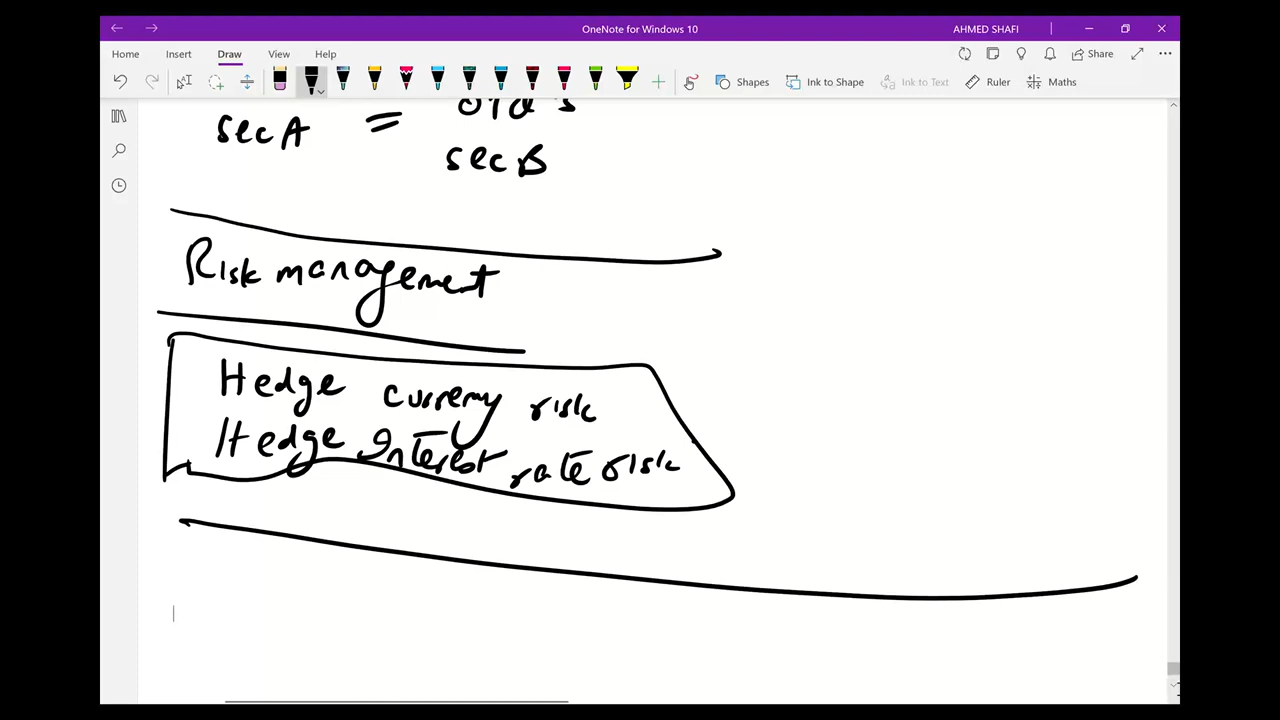 OneNote for Windows 10
AHMED SHAFI
Home Insert Draw View Help
Share
Shapes Ink to Shape Ink to Text Ruler Maths
secA =
sec B
Risk management
Hedge currency risk
Hedge Interest rate risk